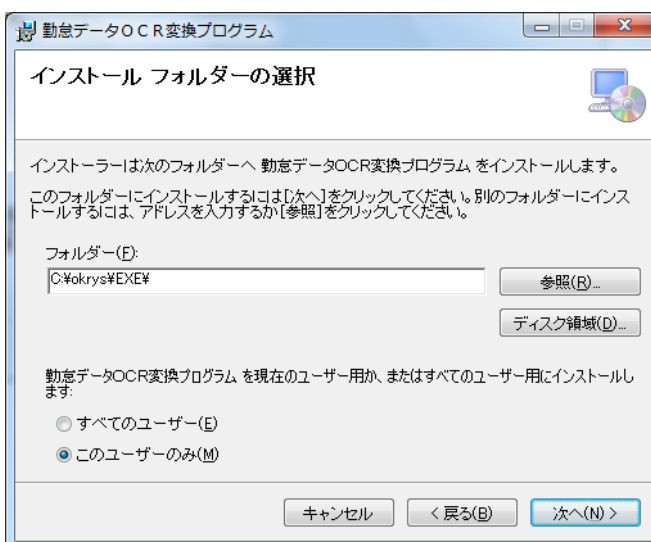 勤怠データＯＣＲ変換プログラム
インストール フォルダーの選択
インストーラーは次のフォルダーへ 勤怠データOCR変換プログラム をインストールします。
このフォルダーにインストールするには[次へ]をクリックしてください。別のフォルダーにインス
トールするには、アドレスを入力するか[参照]をクリックしてください。
フォルダー(F):
C:¥okrys¥EXE¥
参照(R)...
ディスク領域(D)...
勤怠データOCR変換プログラム を現在のユーザー用か、またはすべてのユーザー用にインストールし
ます:
すべてのユーザー(E)
このユーザーのみ(M)
キャンセル
< 戻る(B)
次へ(N) >